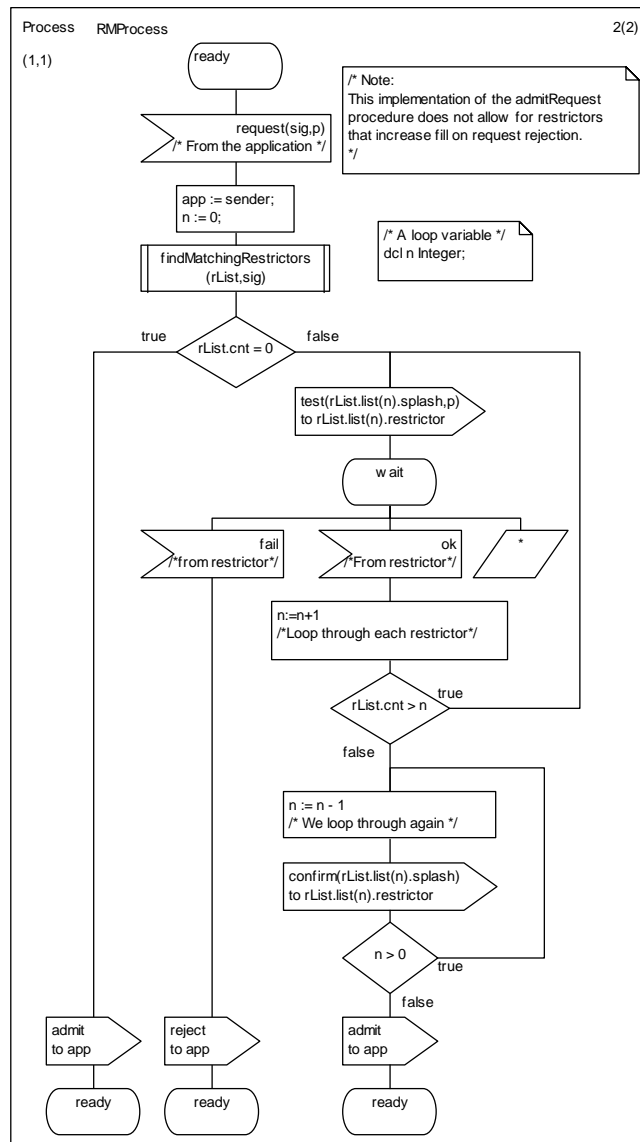 Process RMProcess 2(2)
(1,1)
ready
/* Note:
This implementation of the admitRequest
procedure does not allow for restrictors
that increase fill on request rejection.
*/
request(sig,p)
/* From the application */
app := sender;
n := 0;
/* A loop variable */
dcl n Integer;
findMatchingRestrictors
(rList,sig)
true
false
rList.cnt = 0
test(rList.list(n).splash,p)
to rList.list(n).restrictor
wait
fail
/*from restrictor*/
ok
/*From restrictor*/
*
n:=n+1
/*Loop through each restrictor*/
rList.cnt > n
true
false
n := n - 1
/* We loop through again */
confirm(rList.list(n).splash)
to rList.list(n).restrictor
n > 0
true
false
admit
to app
reject
to app
admit
to app
ready
ready
ready